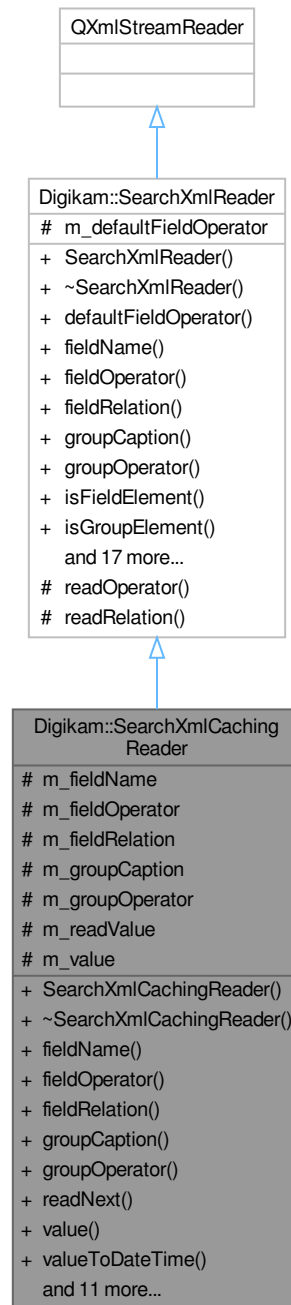 QXmlStreamReader
Digikam::SearchXmlReader
# m_defaultFieldOperator
+ SearchXmlReader()
+ ~SearchXmlReader()
+ defaultFieldOperator()
+ fieldName()
+ fieldOperator()
+ fieldRelation()
+ groupCaption()
+ groupOperator()
+ isFieldElement()
+ isGroupElement()
and 17 more...
# readOperator()
# readRelation()
Digikam::SearchXmlCaching
Reader
# m_fieldName
# m_fieldOperator
# m_fieldRelation
# m_groupCaption
# m_groupOperator
# m_readValue
# m_value
+ SearchXmlCachingReader()
+ ~SearchXmlCachingReader()
+ fieldName()
+ fieldOperator()
+ fieldRelation()
+ groupCaption()
+ groupOperator()
+ readNext()
+ value()
+ valueToDateTime()
and 11 more...